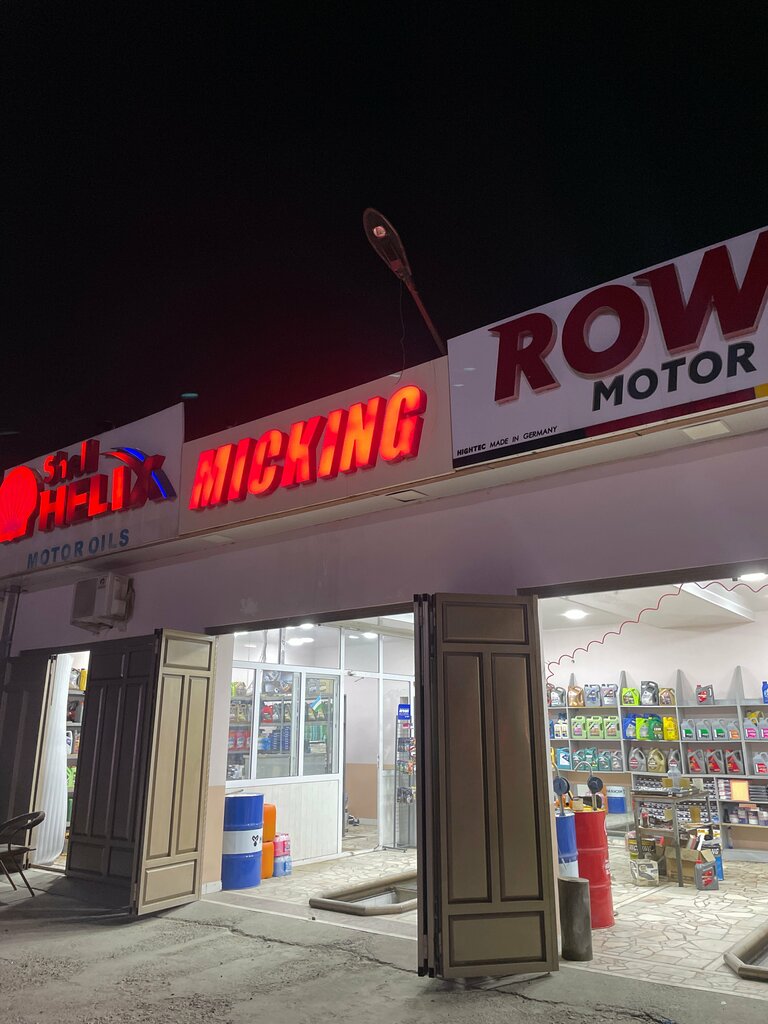 Shell
HELIX
MOTOR OILS
MICKING
ROW
MOTOR
HIGHTEC MADE IN GERMANY